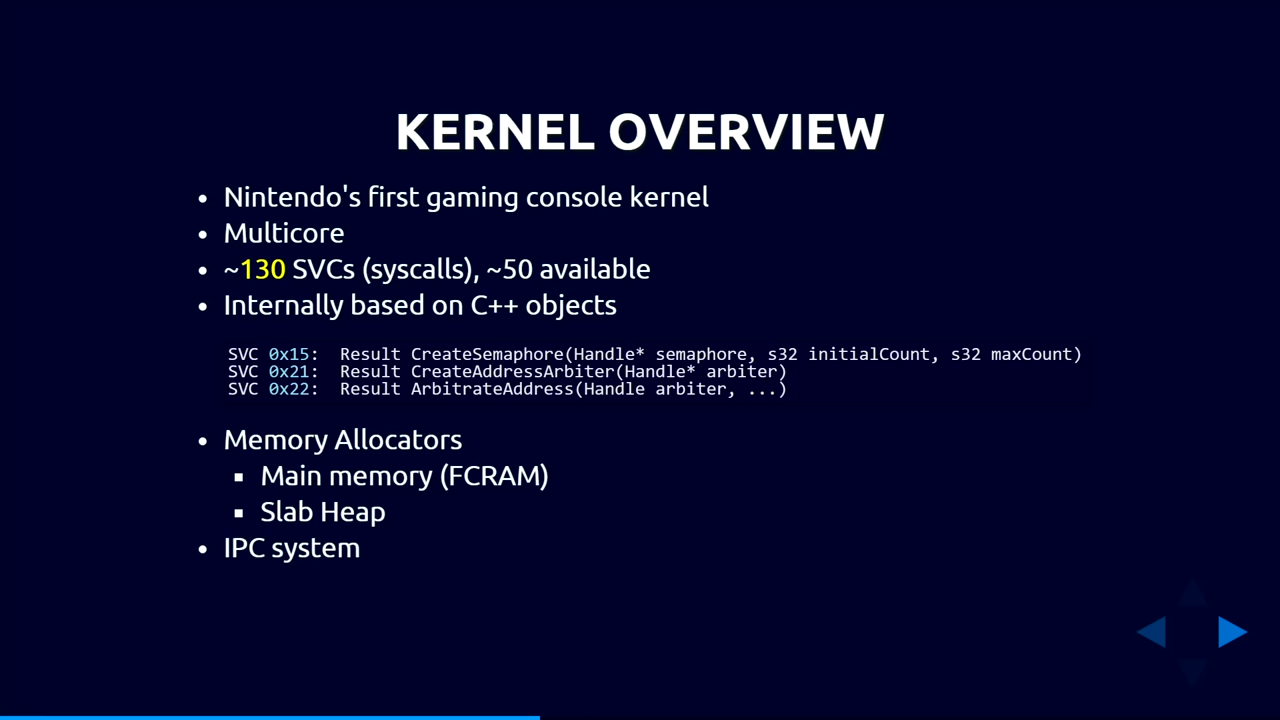 KERNEL OVERVIEW
• Nintendo's first gaming console kernel
• Multicore
• ~130 SVCs (syscalls), ~50 available
• Internally based on C++ objects
SVC 0x15:  Result CreateSemaphore(Handle* semaphore, s32 initialCount, s32 maxCount)
SVC 0x21:  Result CreateAddressArbiter(Handle* arbiter)
SVC 0x22:  Result ArbitrateAddress(Handle arbiter, ...)
• Memory Allocators
▪ Main memory (FCRAM)
▪ Slab Heap
• IPC system